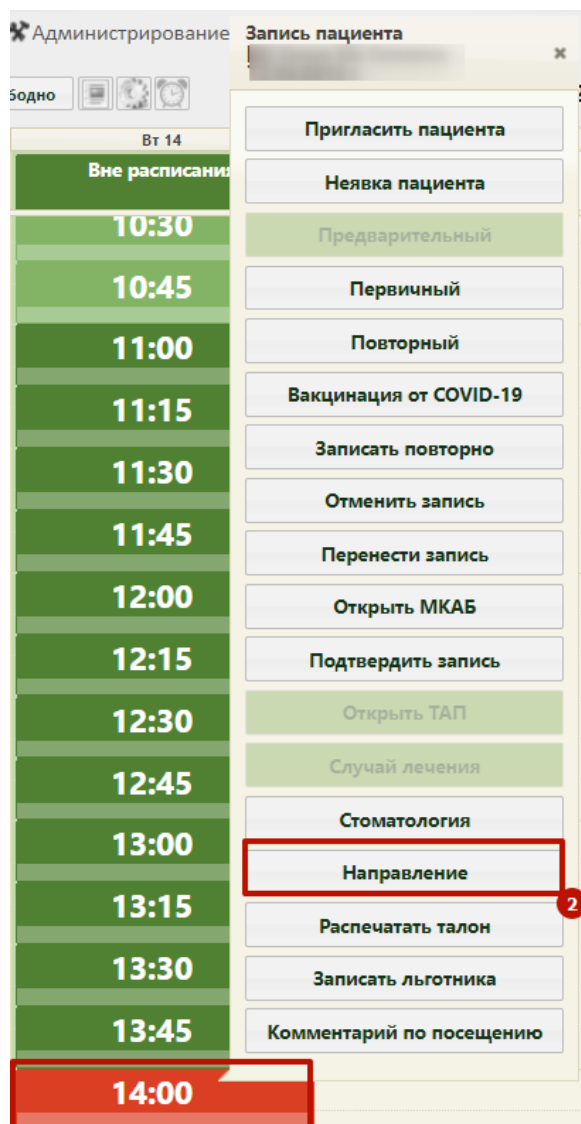 Администрирование
бодно
Вт 14
Вне расписания
10:30
10:45
11:00
11:15
11:30
11:45
12:00
12:15
12:30
12:45
13:00
13:15
13:30
13:45
14:00
Запись пациента
Пригласить пациента
Неявка пациента
Предварительный
Первичный
Повторный
Вакцинация от COVID-19
Записать повторно
Отменить запись
Перенести запись
Открыть МКАБ
Подтвердить запись
Открыть ТАП
Случай лечения
Стоматология
Направление
2
Распечатать талон
Записать льготника
Комментарий по посещению